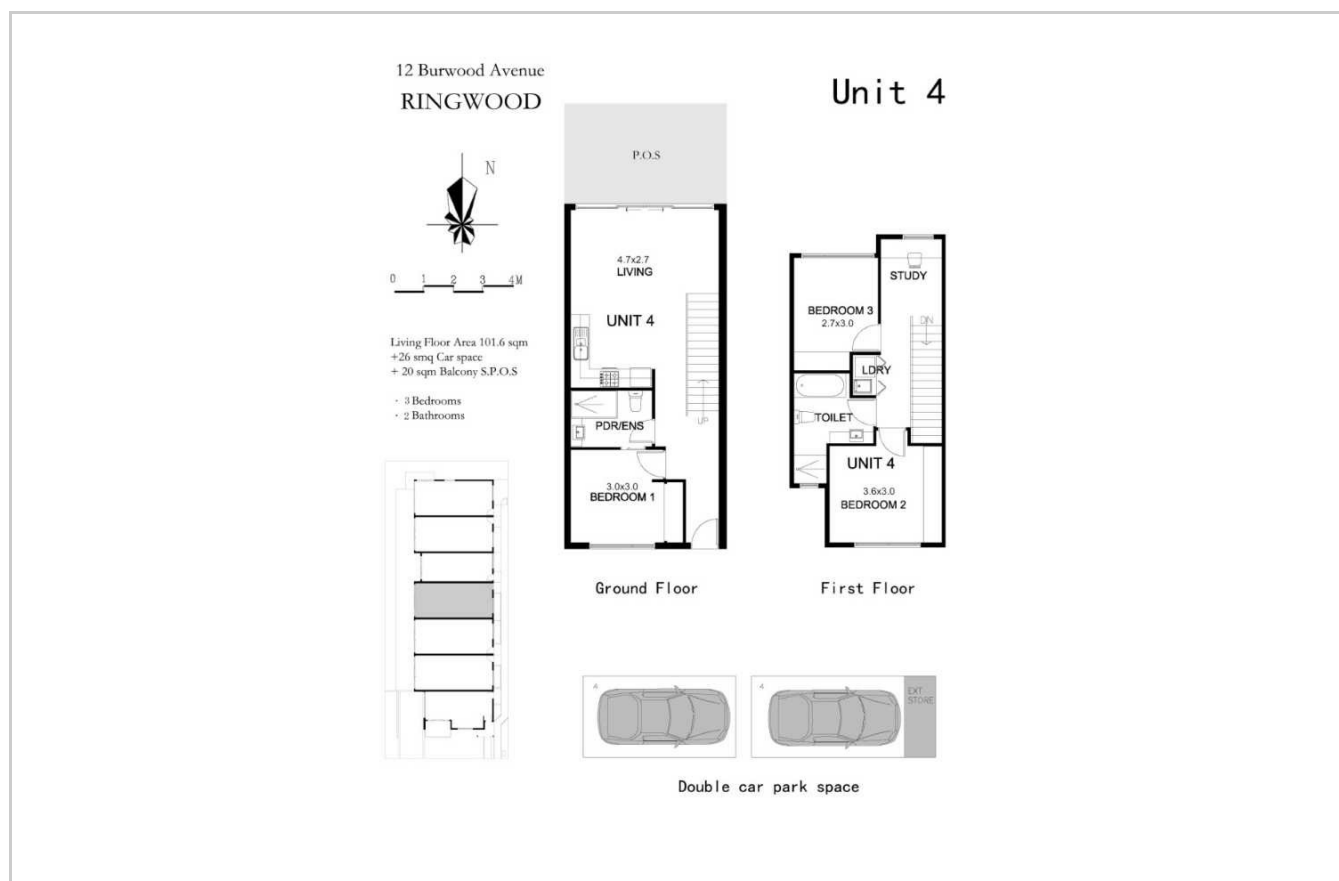 12 Burwood Avenue
RINGWOOD
Unit 4
N
0 1 2 3 4M
Living Floor Area 101.6 sqm
+26 smq Car space
+ 20 sqm Balcony S.P.O.S
· 3 Bedrooms
· 2 Bathrooms
P.O.S
4.7x2.7
LIVING
UNIT 4
UP
PDR/ENS
3.0x3.0
BEDROOM 1
Ground Floor
STUDY
BEDROOM 3
2.7x3.0
DN
LDRY
TOILET
UNIT 4
3.6x3.0
BEDROOM 2
First Floor
4
4
EXT
STORE
Double car park space